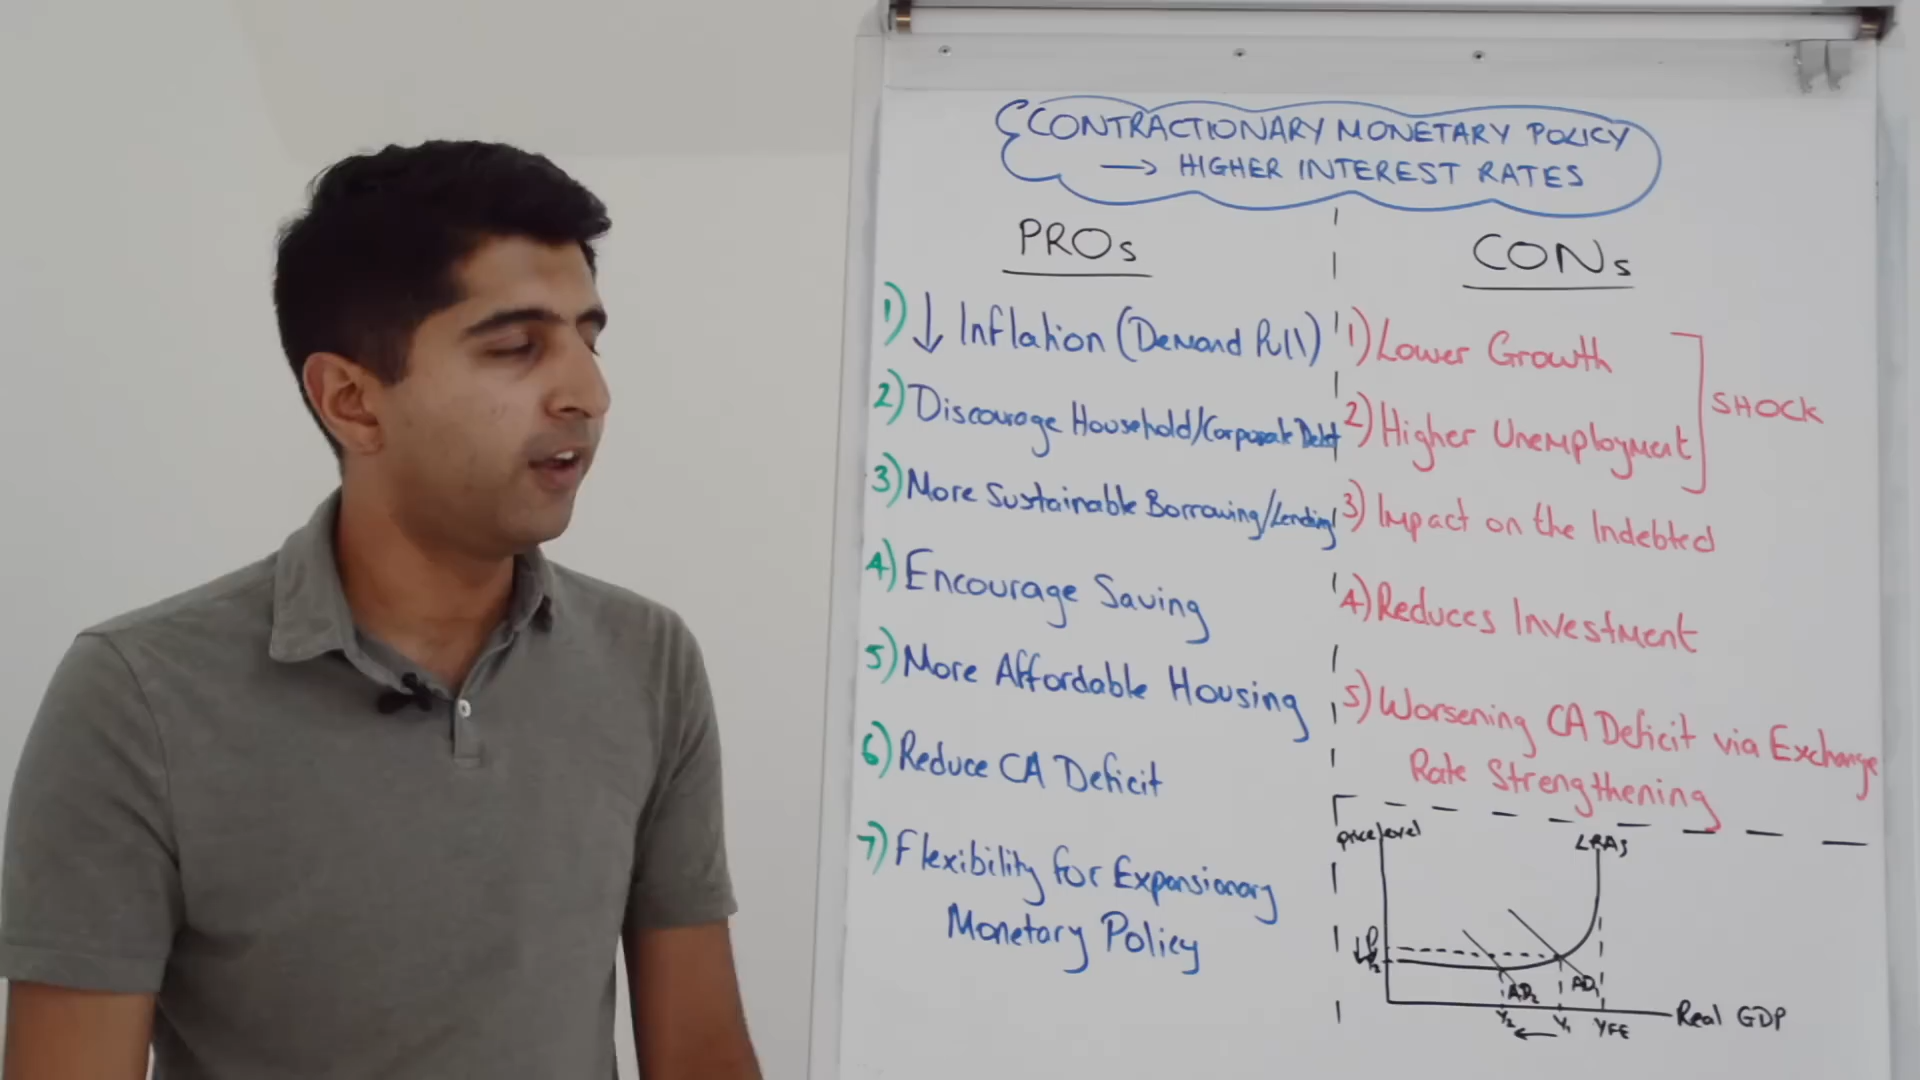 CONTRACTIONARY MONETARY POLICY
→ HIGHER INTEREST RATES
PROs
1) ↓ Inflation (Demand Pull)
2) Discourage Household/Corporate Debt
3) More Sustainable Borrowing/Lending
4) Encourage Saving
5) More Affordable Housing
6) Reduce CA Deficit
7) Flexibility for Expansionary
Monetary Policy
CONs
1) Lower Growth
2) Higher Unemployment
SHOCK
3) Impact on the Indebted
4) Reduces Investment
5) Worsening CA Deficit via Exchange
Rate Strengthening
Price level
LRAS
AD2 AD1
Y2 Y1 YFE
Real GDP